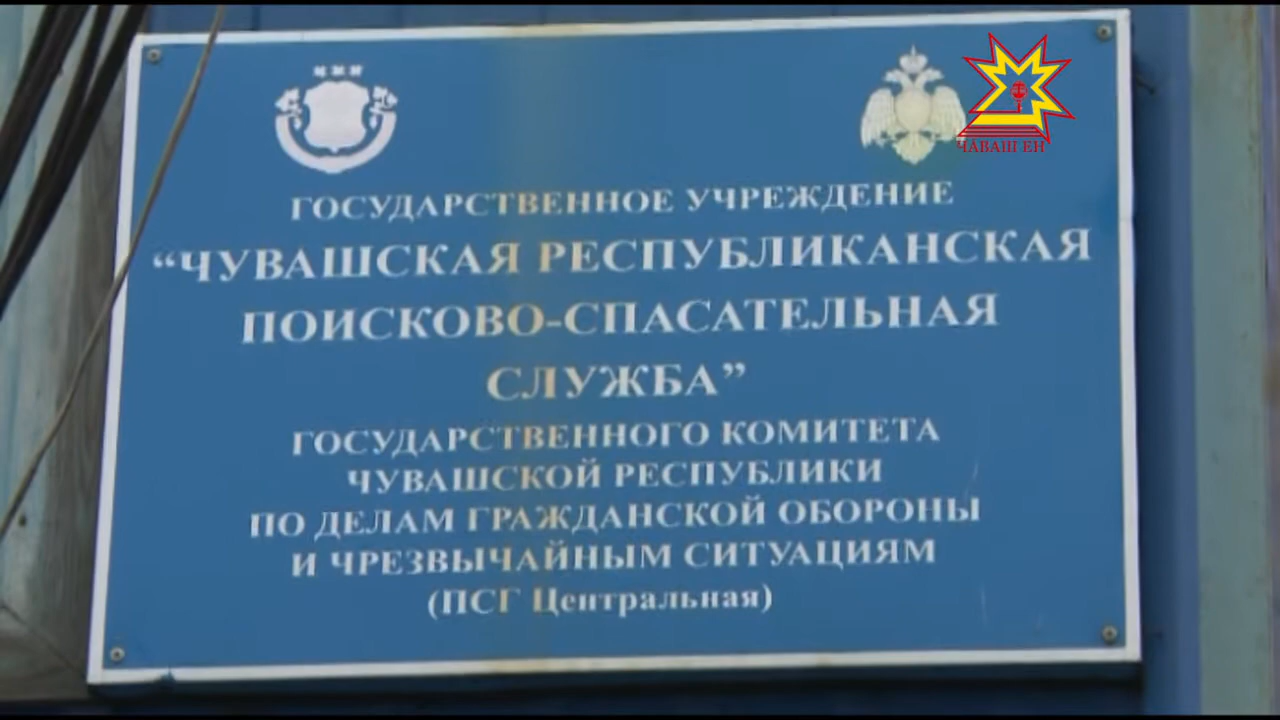 ЧАВАШ ЕН
ГОСУДАРСТВЕННОЕ УЧРЕЖДЕНИЕ
“ЧУВАШСКАЯ РЕСПУБЛИКАНСКАЯ
ПОИСКОВО-СПАСАТЕЛЬНАЯ
СЛУЖБА”
ГОСУДАРСТВЕННОГО КОМИТЕТА
ЧУВАШСКОЙ РЕСПУБЛИКИ
ПО ДЕЛАМ ГРАЖДАНСКОЙ ОБОРОНЫ
И ЧРЕЗВЫЧАЙНЫМ СИТУАЦИЯМ
(ПСГ Центральная)